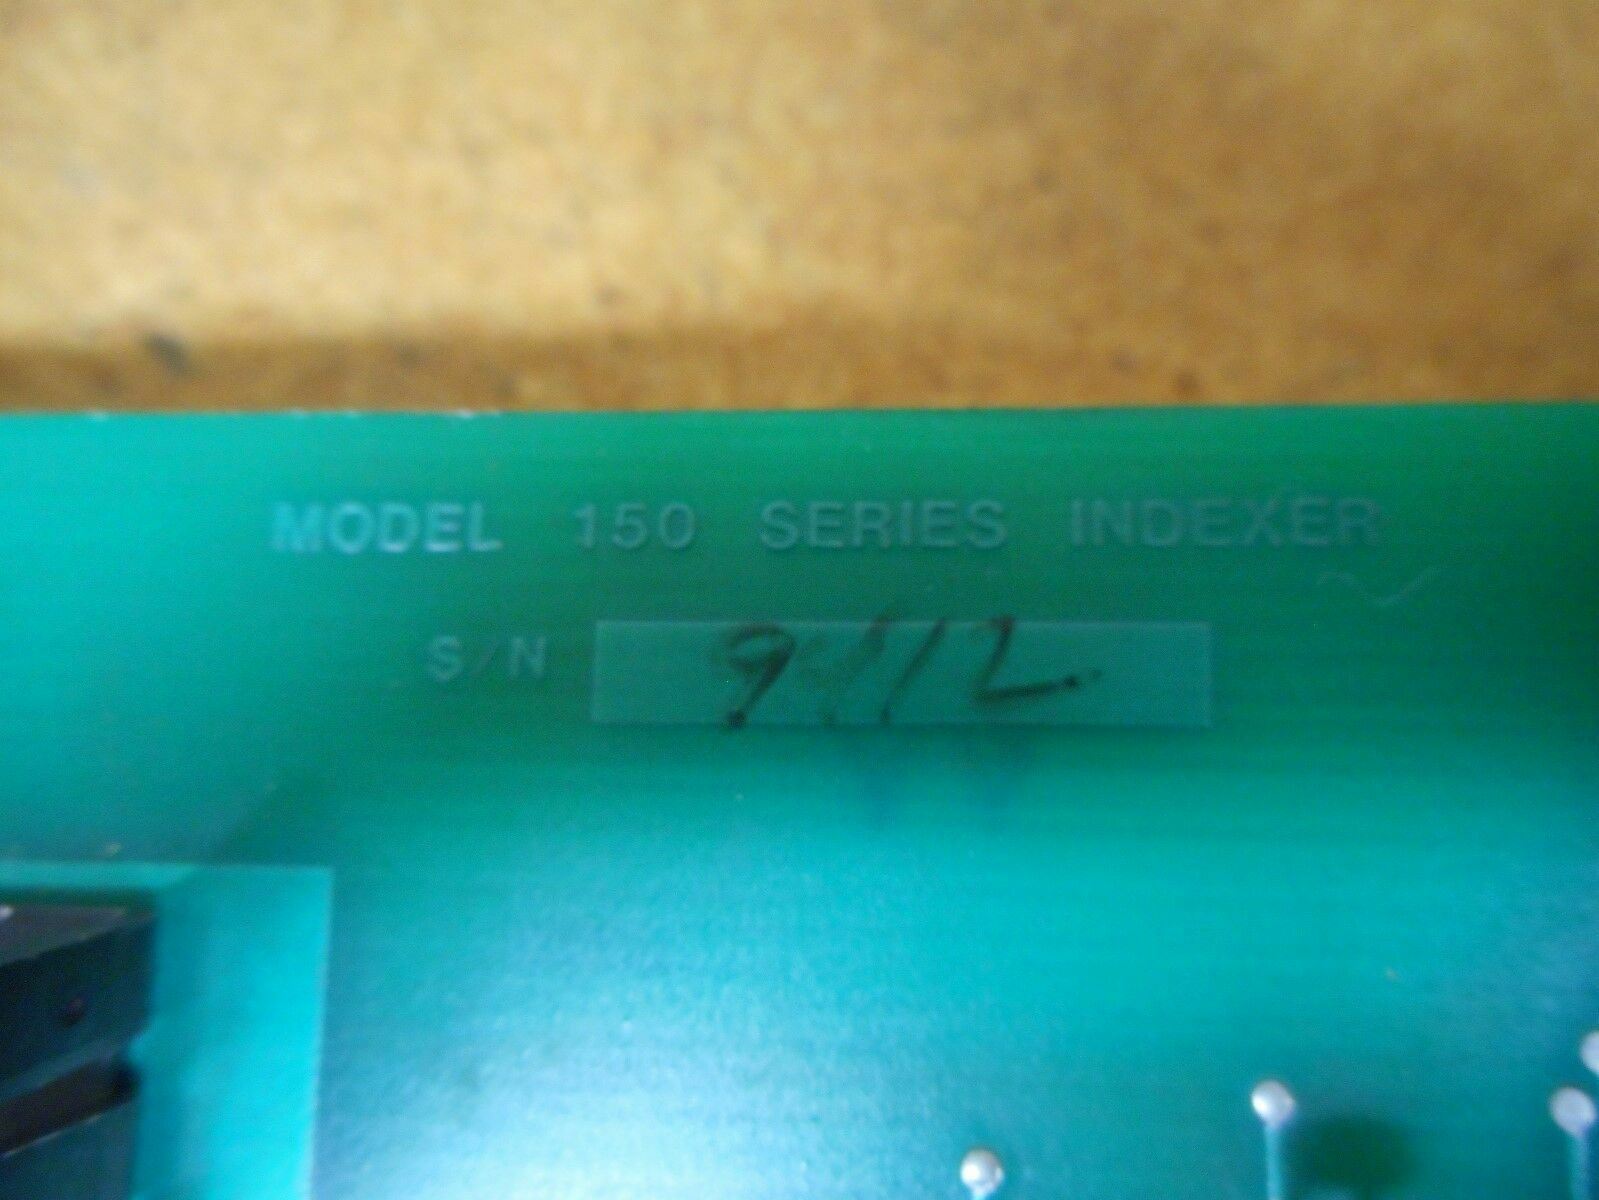 MODEL 150 SERIES INDEXER
S/N 9112